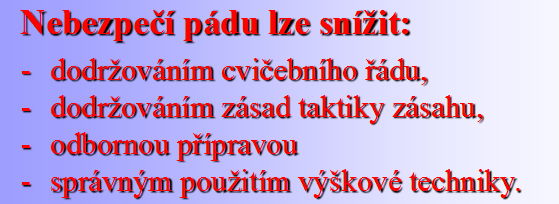 Nebezpečí pádu lze snížit:
- dodržováním cvičebního řádu,
- dodržováním zásad taktiky zásahu,
- odbornou přípravou
- správným použitím výškové techniky.